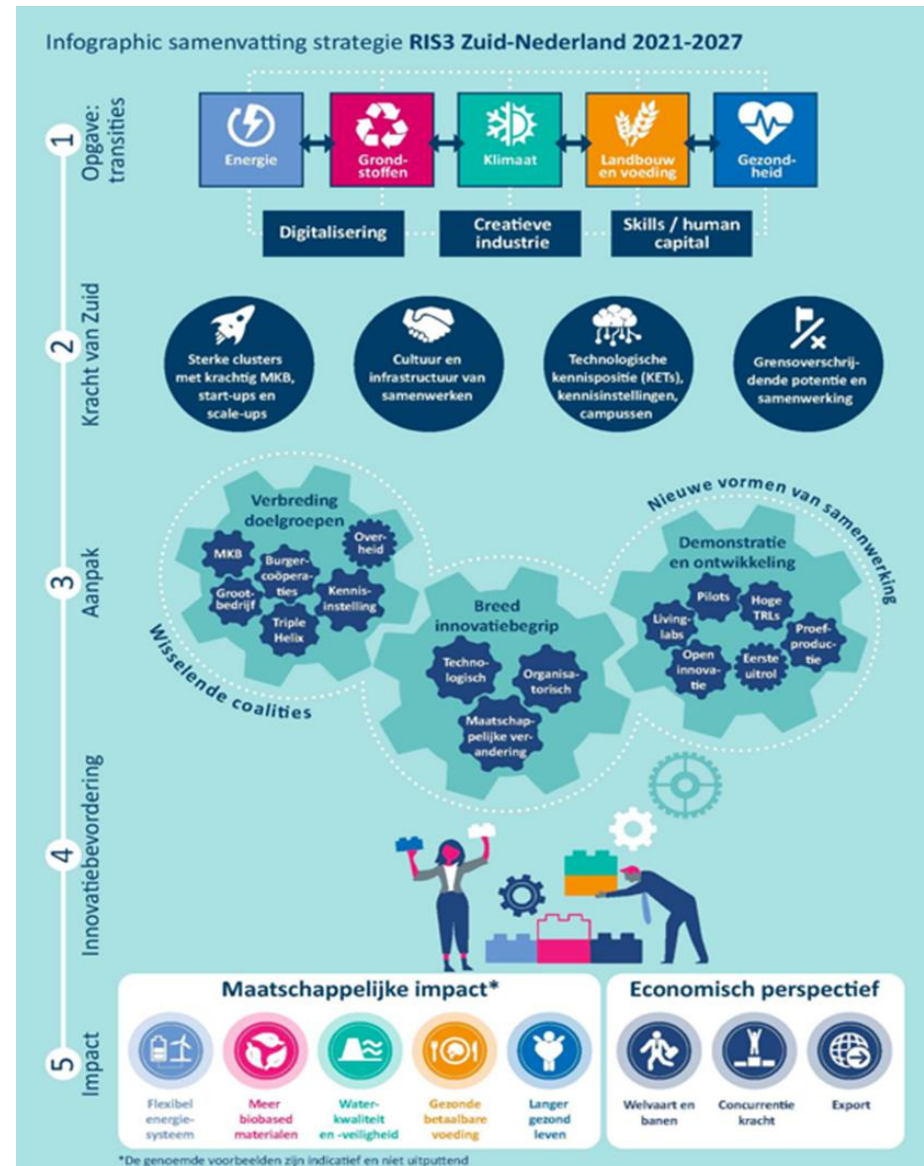 Infographic samenvatting strategie RIS3 Zuid-Nederland 2021-2027
1
Opgave:
transities
Energie
Grond-
stoffen
Klimaat
Landbouw
en voeding
Gezond-
heid
Digitalisering
Creatieve
industrie
Skills / human
capital
2
Kracht van Zuid
Sterke clusters
met krachtig MKB,
start-ups en
scale-ups
Cultuur en
infrastructuur van
samenwerken
Technologische
kennispositie (KETs),
kennisinstellingen,
campussen
Grensoverschrij-
dende potentie en
samenwerking
3
Aanpak
Verbreding
doelgroepen
MKB
Burger-
coöpera-
ties
Over-
heid
Groot-
bedrijf
Kennis-
instelling
Triple
Helix
Wisselende coalities
Breed
innovatiebegrip
Techno-
logisch
Organisa-
torisch
Maatschap-
pelijke ver-
andering
Nieuwe vormen van samenwerking
Demonstratie
en ontwikkeling
Pilots
Hoge
TRLs
Living-
labs
Proef-
produc-
tie
Open
innova-
tie
Eerste
uitrol
4
Innovatiebevordering
5
Impact
Maatschappelijke impact*
Flexibel
energie-
systeem
Meer
biobased
materialen
Water-
kwaliteit
en -veiligheid
Gezonde
betaalbare
voeding
Langer
gezond
leven
Economisch perspectief
Welvaart en
banen
Concurrentie
kracht
Export
*De genoemde voorbeelden zijn indicatief en niet uitputtend